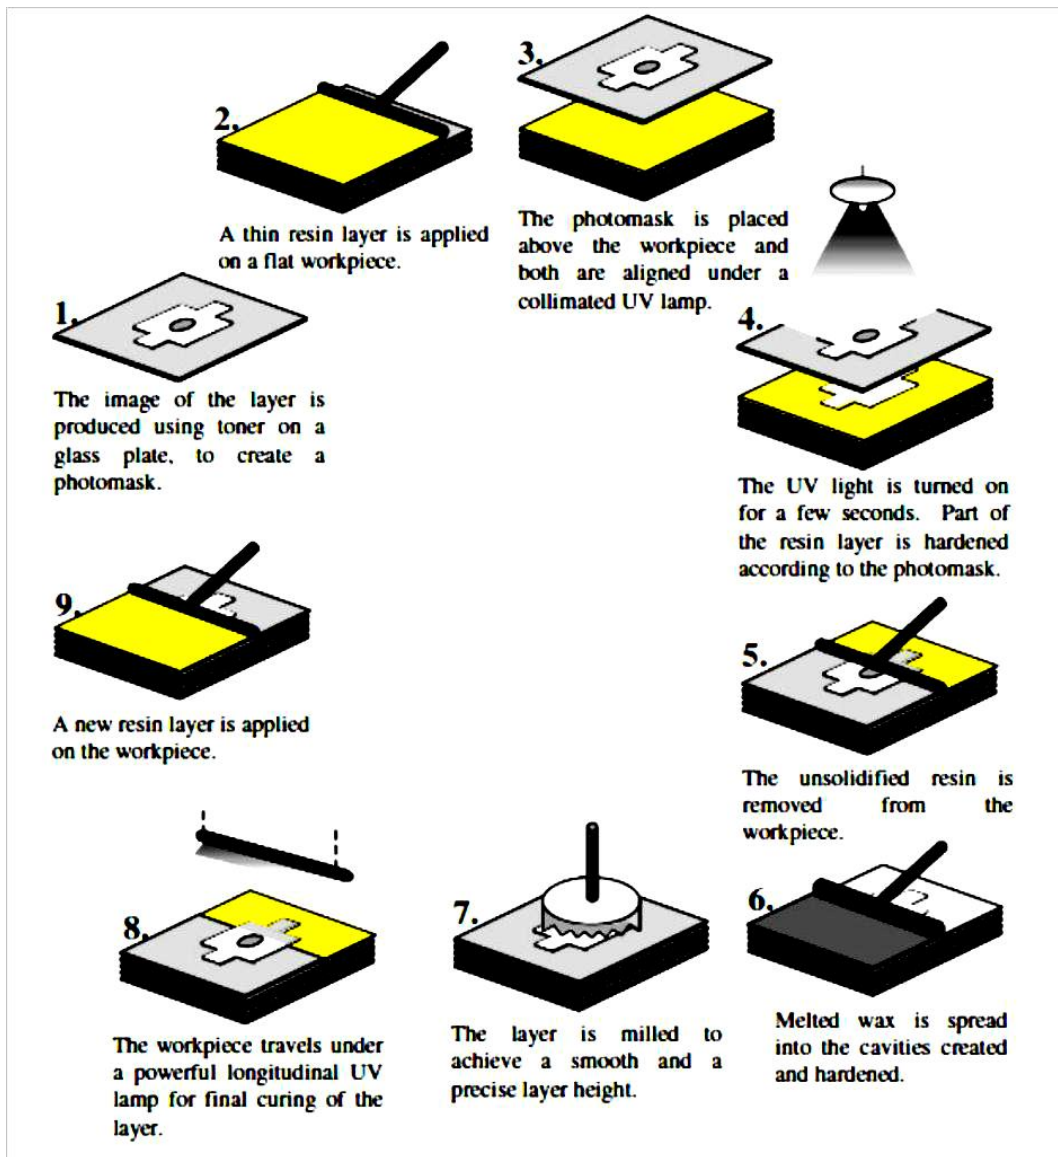 1.
The image of the layer is
produced using toner on a
glass plate, to create a
photomask.
2.
A thin resin layer is applied
on a flat workpiece.
3.
The photomask is placed
above the workpiece and
both are aligned under a
collimated UV lamp.
4.
The UV light is turned on
for a few seconds. Part of
the resin layer is hardened
according to the photomask.
5.
The unsolidified resin is
removed from the
workpiece.
6.
Melted wax is spread
into the cavities created
and hardened.
7.
The layer is milled to
achieve a smooth and a
precise layer height.
8.
The workpiece travels under
a powerful longitudinal UV
lamp for final curing of the
layer.
9.
A new resin layer is applied
on the workpiece.